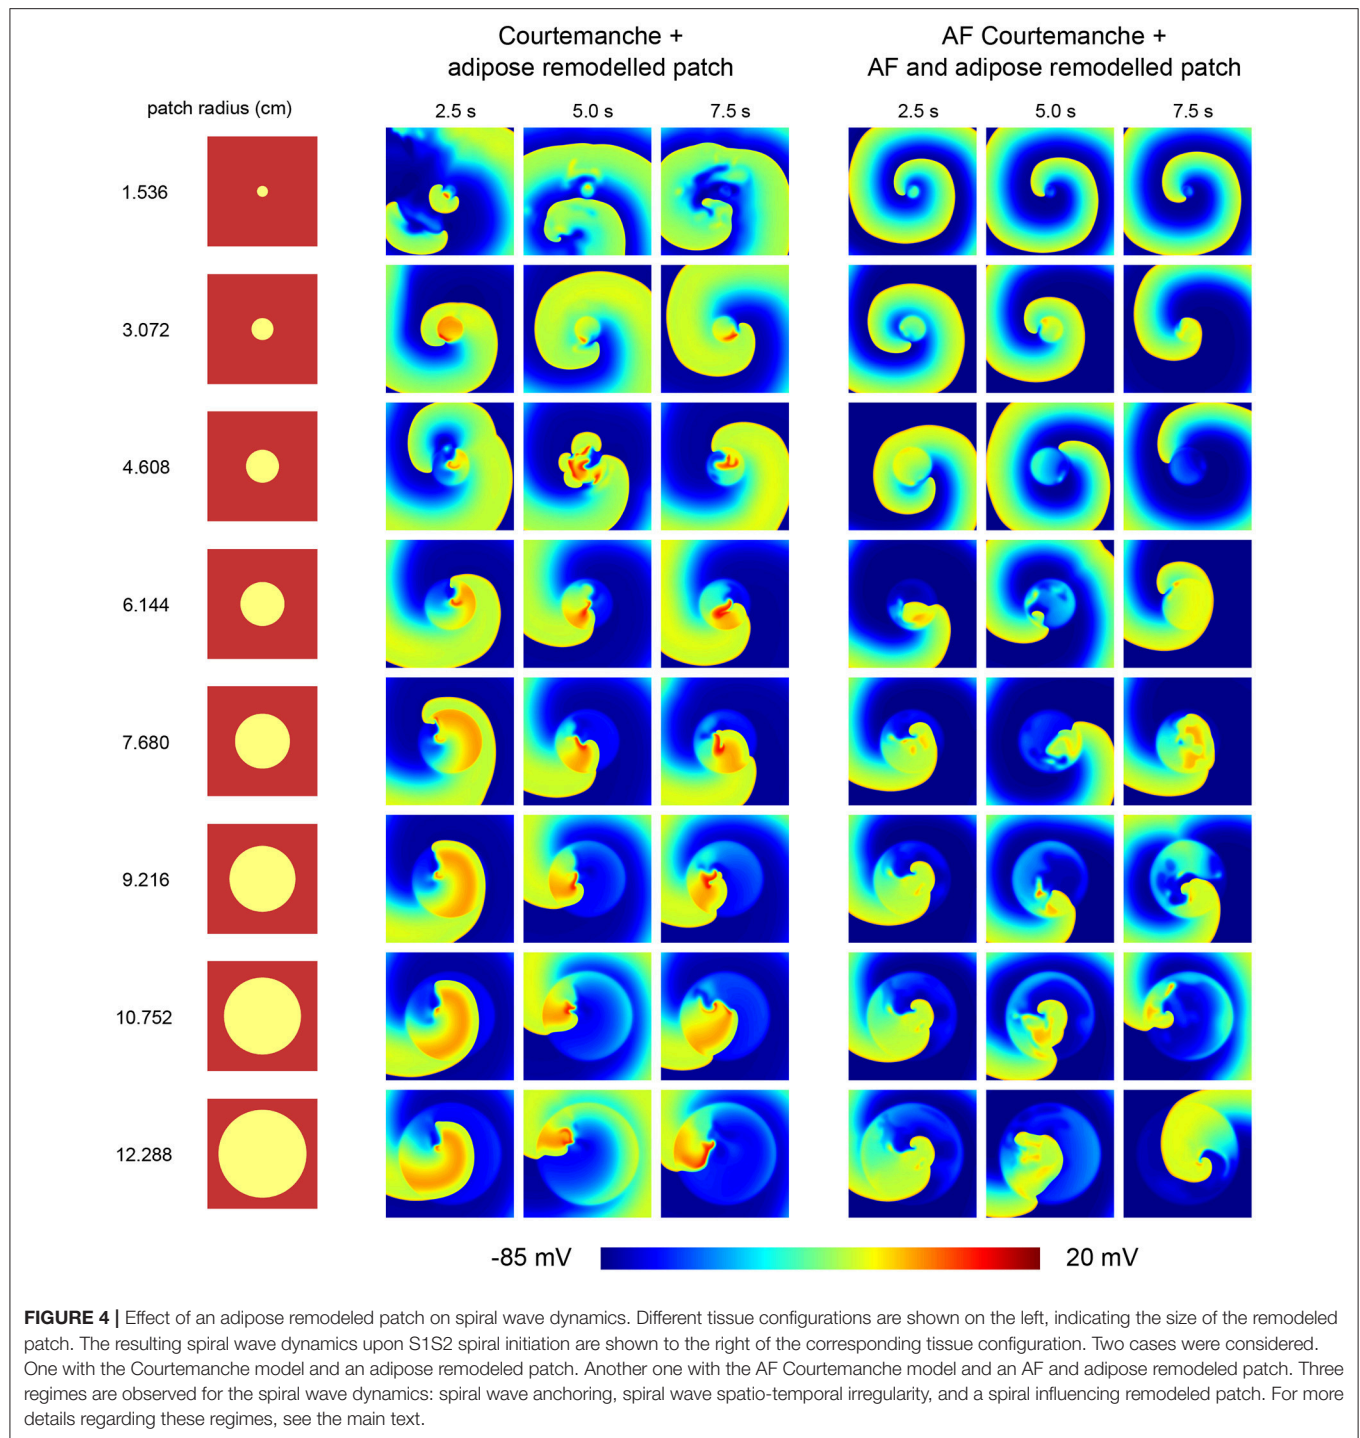 Courtemanche +
adipose remodelled patch
AF Courtemanche +
AF and adipose remodelled patch
patch radius (cm)
2.5 s
5.0 s
7.5 s
2.5 s
5.0 s
7.5 s
1.536
3.072
4.608
6.144
7.680
9.216
10.752
12.288
-85 mV
20 mV
FIGURE 4 | Effect of an adipose remodeled patch on spiral wave dynamics. Different tissue configurations are shown on the left, indicating the size of the remodeled
patch. The resulting spiral wave dynamics upon S1S2 spiral initiation are shown to the right of the corresponding tissue configuration. Two cases were considered.
One with the Courtemanche model and an adipose remodeled patch. Another one with the AF Courtemanche model and an AF and adipose remodeled patch. Three
regimes are observed for the spiral wave dynamics: spiral wave anchoring, spiral wave spatio-temporal irregularity, and a spiral influencing remodeled patch. For more
details regarding these regimes, see the main text.